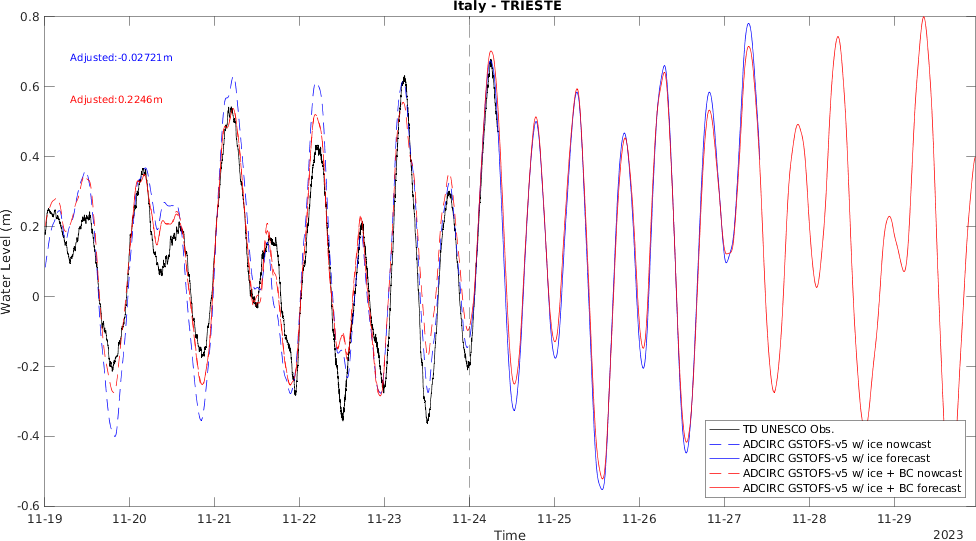 Italy - TRIESTE
Adjusted:-0.02721m
Adjusted:0.2246m
Water Level (m)
0.8
0.6
0.4
0.2
0
-0.2
-0.4
-0.6
TD UNESCO Obs.
ADCIRC GSTOFS-v5 w/ ice nowcast
ADCIRC GSTOFS-v5 w/ ice forecast
ADCIRC GSTOFS-v5 w/ ice + BC nowcast
ADCIRC GSTOFS-v5 w/ ice + BC forecast
11-19 11-20 11-21 11-22 11-23 11-24 11-25 11-26 11-27 11-28 11-29
Time
2023